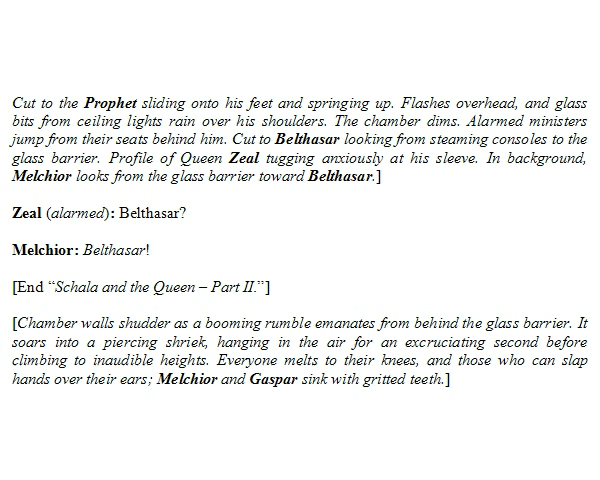 Cut to the Prophet sliding onto his feet and springing up. Flashes overhead, and glass
bits from ceiling lights rain over his shoulders. The chamber dims. Alarmed ministers
jump from their seats behind him. Cut to Belthasar looking from steaming consoles to the
glass barrier. Profile of Queen Zeal tugging anxiously at his sleeve. In background,
Melchior looks from the glass barrier toward Belthasar.]
Zeal (alarmed): Belthasar?
Melchior: Belthasar!
[End “Schala and the Queen – Part II.”]
[Chamber walls shudder as a booming rumble emanates from behind the glass barrier. It
soars into a piercing shriek, hanging in the air for an excruciating second before
climbing to inaudible heights. Everyone melts to their knees, and those who can slap
hands over their ears; Melchior and Gaspar sink with gritted teeth.]